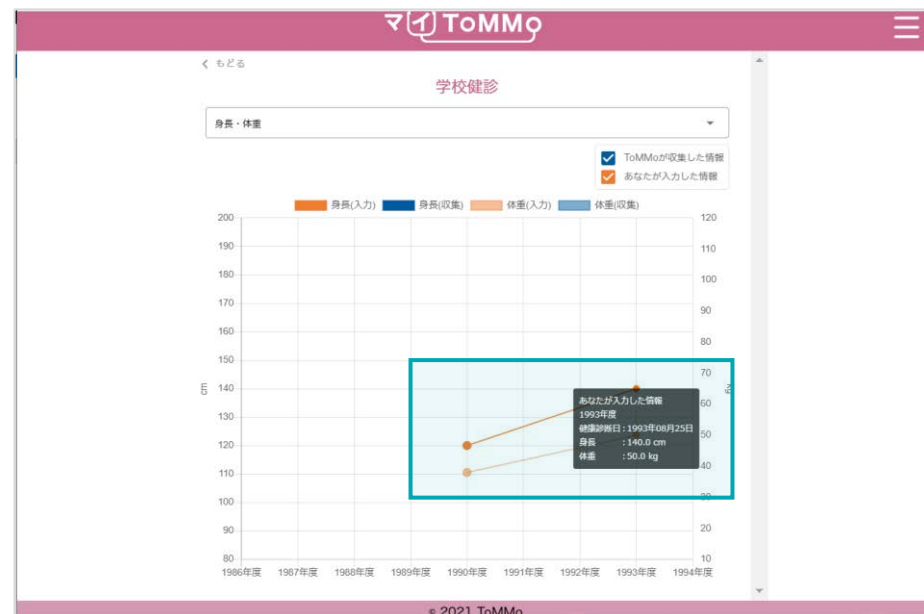 マイ ToMMo
もどる
学校健診
身長・体重
ToMMoが収集した情報
あなたが入力した情報
身長(入力) 身長(収集) 体重(入力) 体重(収集)
200 120
190 110
180 100
170 90
160 80
150 70
cm 140 kg
130 60
120 50
110 40
100 30
90 20
80 10
あなたが入力した情報
1993年度
健康診断日：1993年08月25日
身長 ：140.0 cm
体重 ：50.0 kg
1986年度 1987年度 1988年度 1989年度 1990年度 1991年度 1992年度 1993年度 1994年度
© 2021 ToMMo